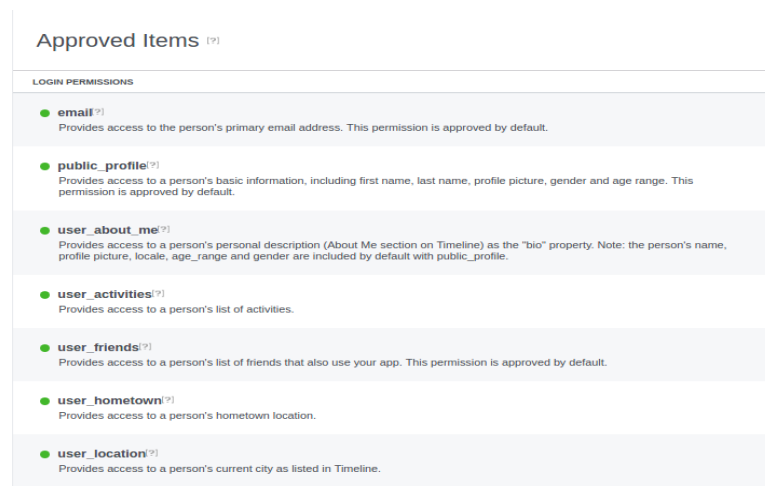 Approved Items [?]
LOGIN PERMISSIONS
email[?]
Provides access to the person's primary email address. This permission is approved by default.
public_profile[?]
Provides access to a person's basic information, including first name, last name, profile picture, gender and age range. This
permission is approved by default.
user_about_me[?]
Provides access to a person's personal description (About Me section on Timeline) as the "bio" property. Note: the person's name,
profile picture, locale, age_range and gender are included by default with public_profile.
user_activities[?]
Provides access to a person's list of activities.
user_friends[?]
Provides access to a person's list of friends that also use your app. This permission is approved by default.
user_hometown[?]
Provides access to a person's hometown location.
user_location[?]
Provides access to a person's current city as listed in Timeline.